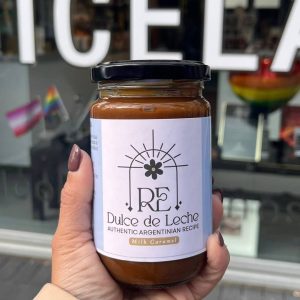 ICELA
RE
Dulce de Leche
AUTHENTIC ARGENTINIAN RECIPE
Milk Caramel